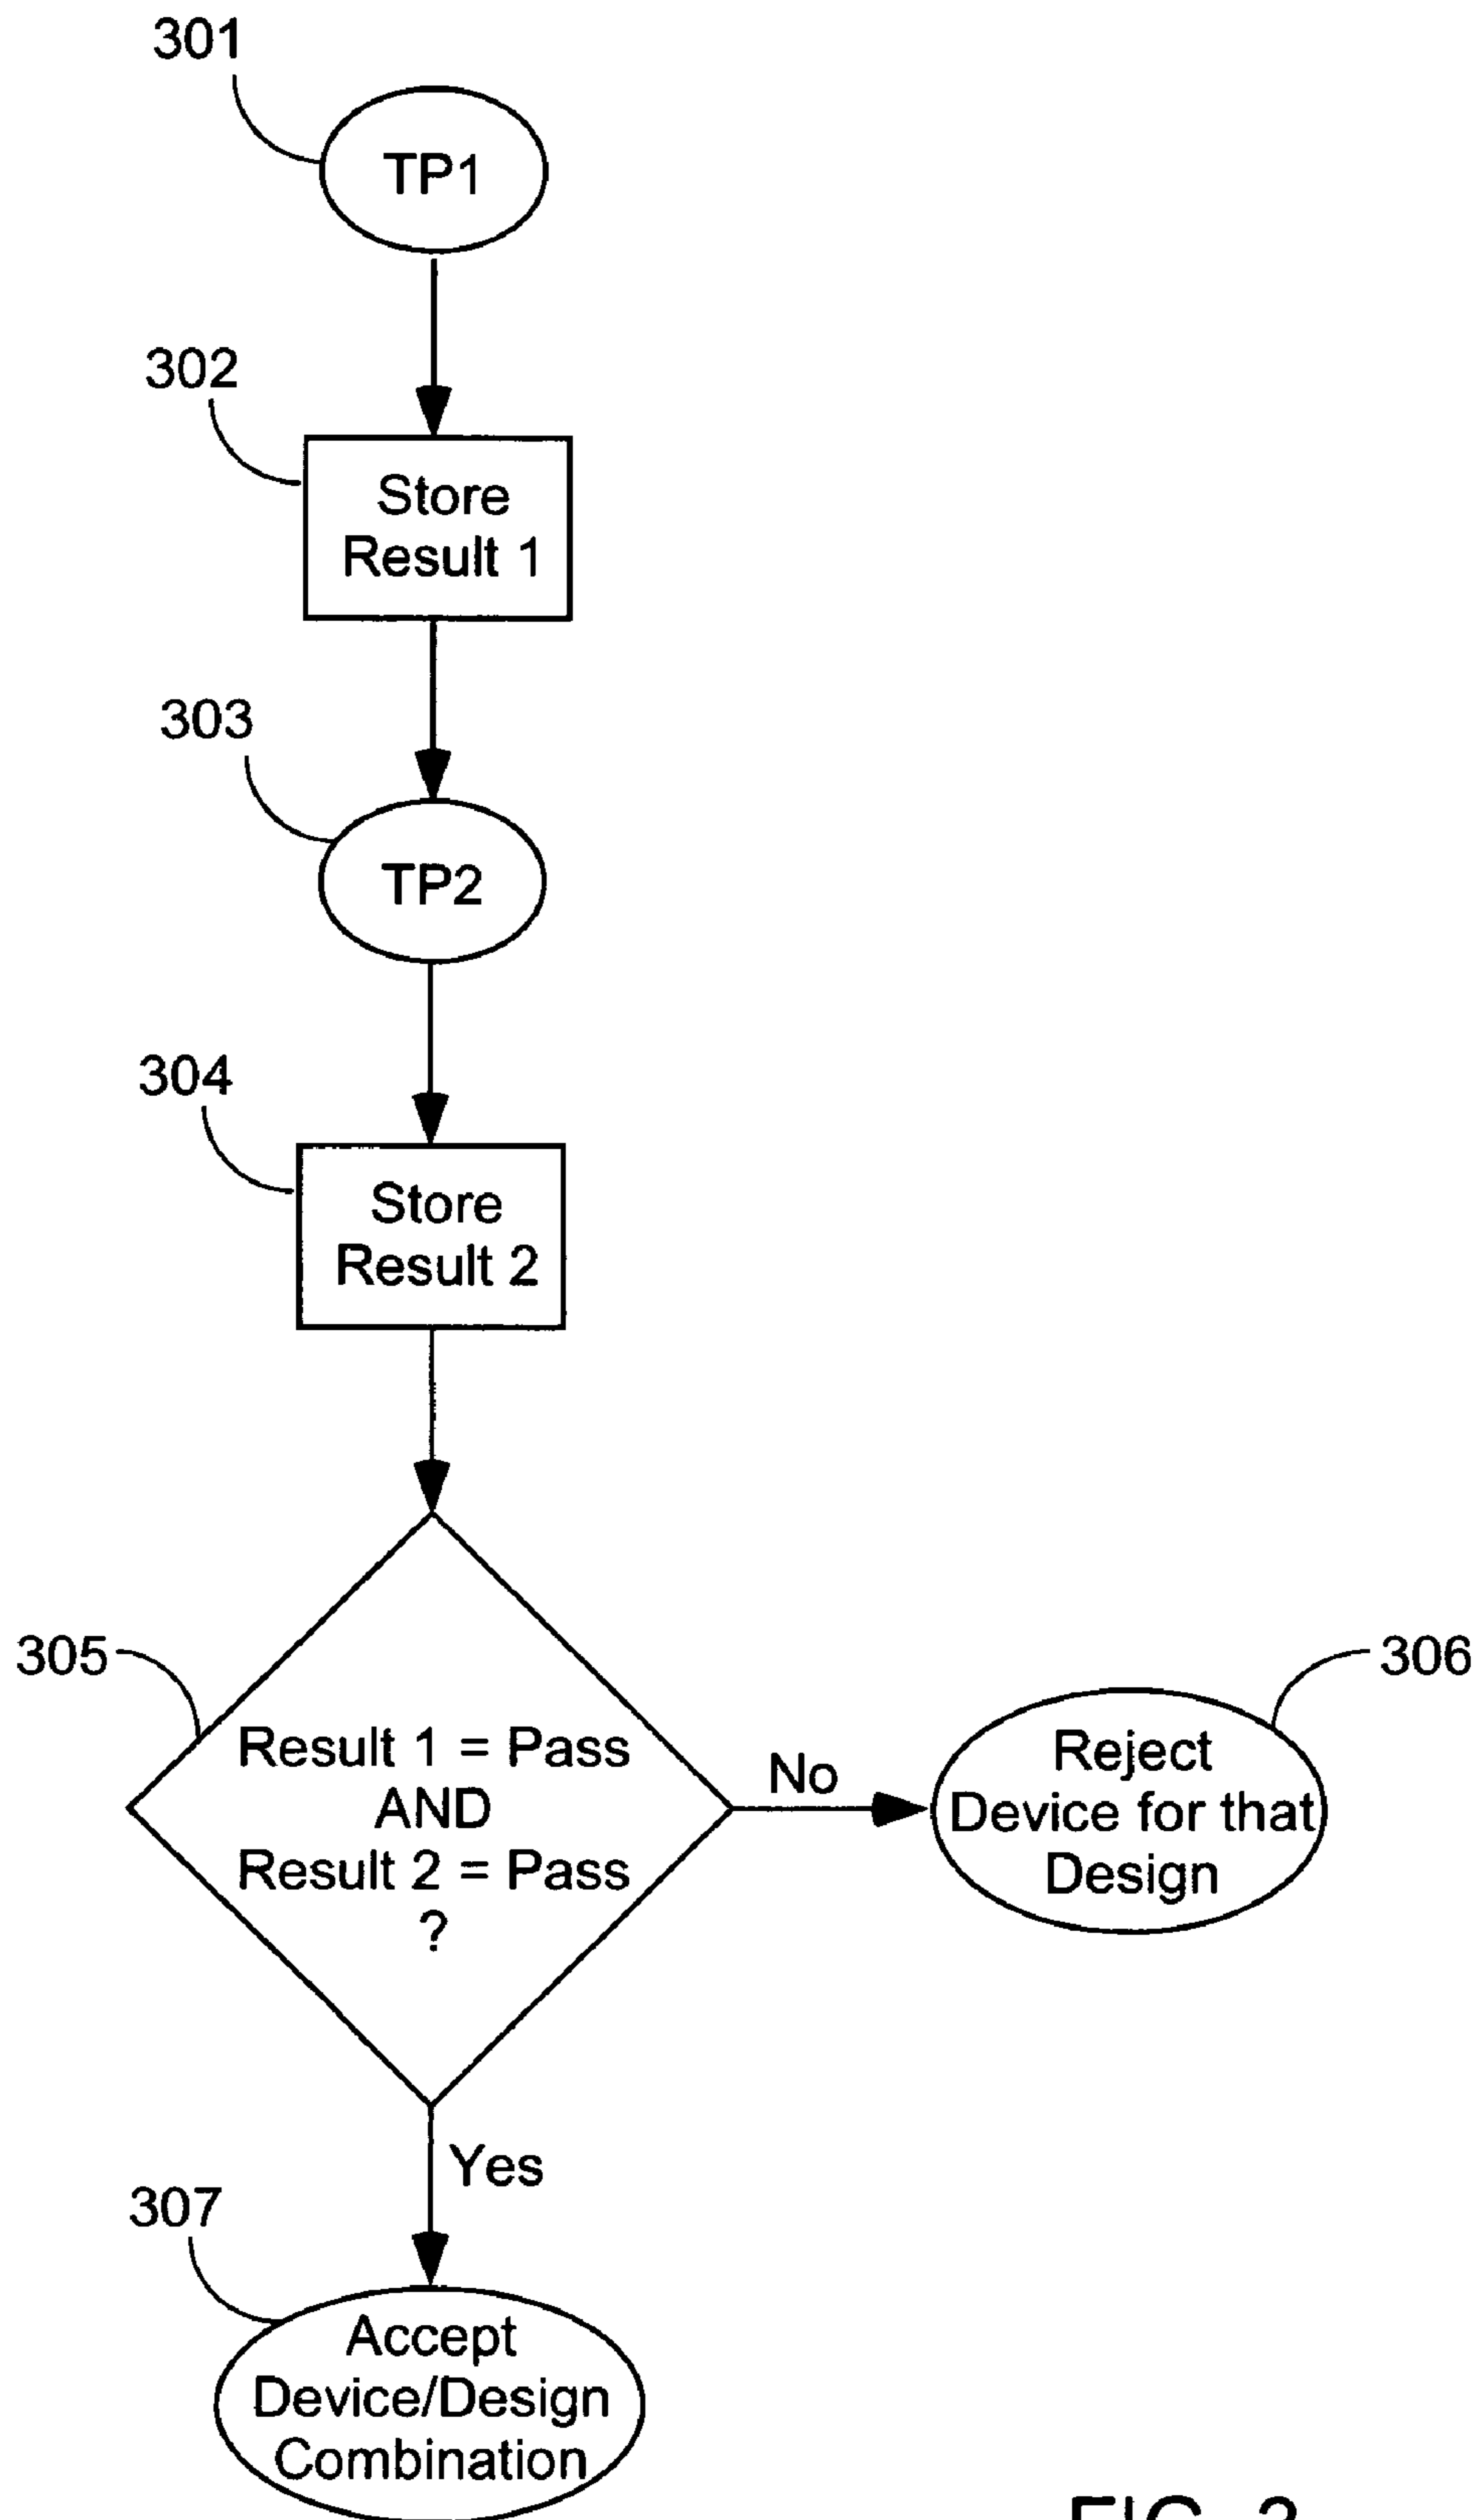 301
TP1
302
Store
Result 1
303
TP2
304
Store
Result 2
305
306
Result 1 = Pass
AND
Result 2 = Pass
?
No
Reject
Device for that
Design
Yes
307
Accept
Device/Design
Combination